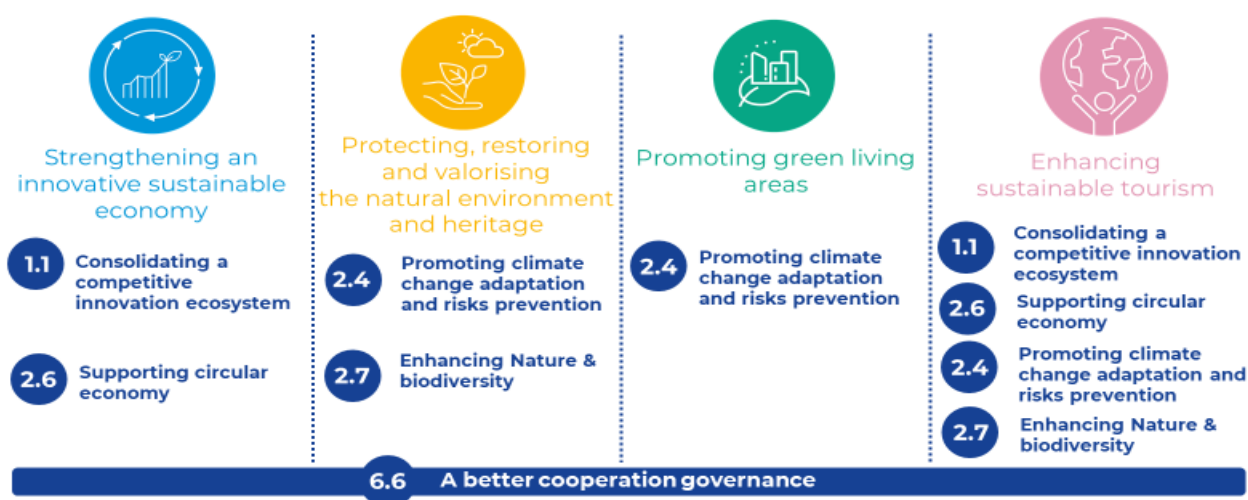 Strengthening an
innovative sustainable
economy
1.1
Consolidating a
competitive
innovation ecosystem
2.6
Supporting circular
economy
Protecting, restoring
and valorising
the natural environment
and heritage
2.4
Promoting climate
change adaptation
and risks prevention
2.7
Enhancing Nature &
biodiversity
Promoting green living
areas
2.4
Promoting climate
change adaptation
and risks prevention
Enhancing
sustainable tourism
1.1
Consolidating a
competitive innovation
ecosystem
2.6
Supporting circular
economy
2.4
Promoting climate
change adaptation and
risks prevention
2.7
Enhancing Nature &
biodiversity
6.6 A better cooperation governance